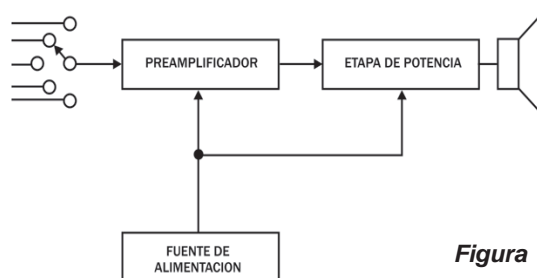 PREAMPLIFICADOR
ETAPA DE POTENCIA
FUENTE DE
ALIMENTACION
Figura